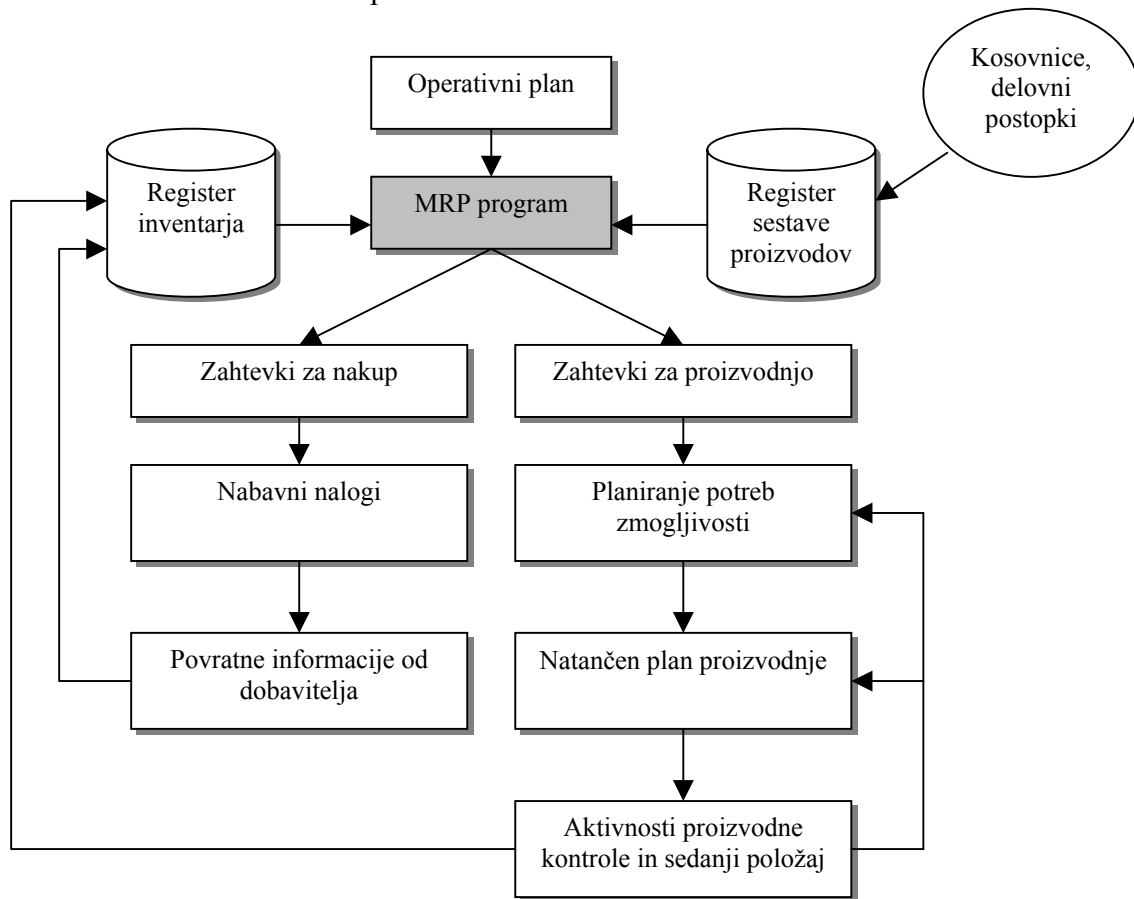 Kosovnice,
delovni
postopki
Operativni plan
Register
inventarja
MRP program
Register
sestave
proizvodov
Zahtevki za nakup
Zahtevki za proizvodnjo
Nabavni nalogi
Planiranje potreb
zmogljivosti
Povratne informacije od
dobavitelja
Natančen plan proizvodnje
Aktivnosti proizvodne
kontrole in sedanji položaj